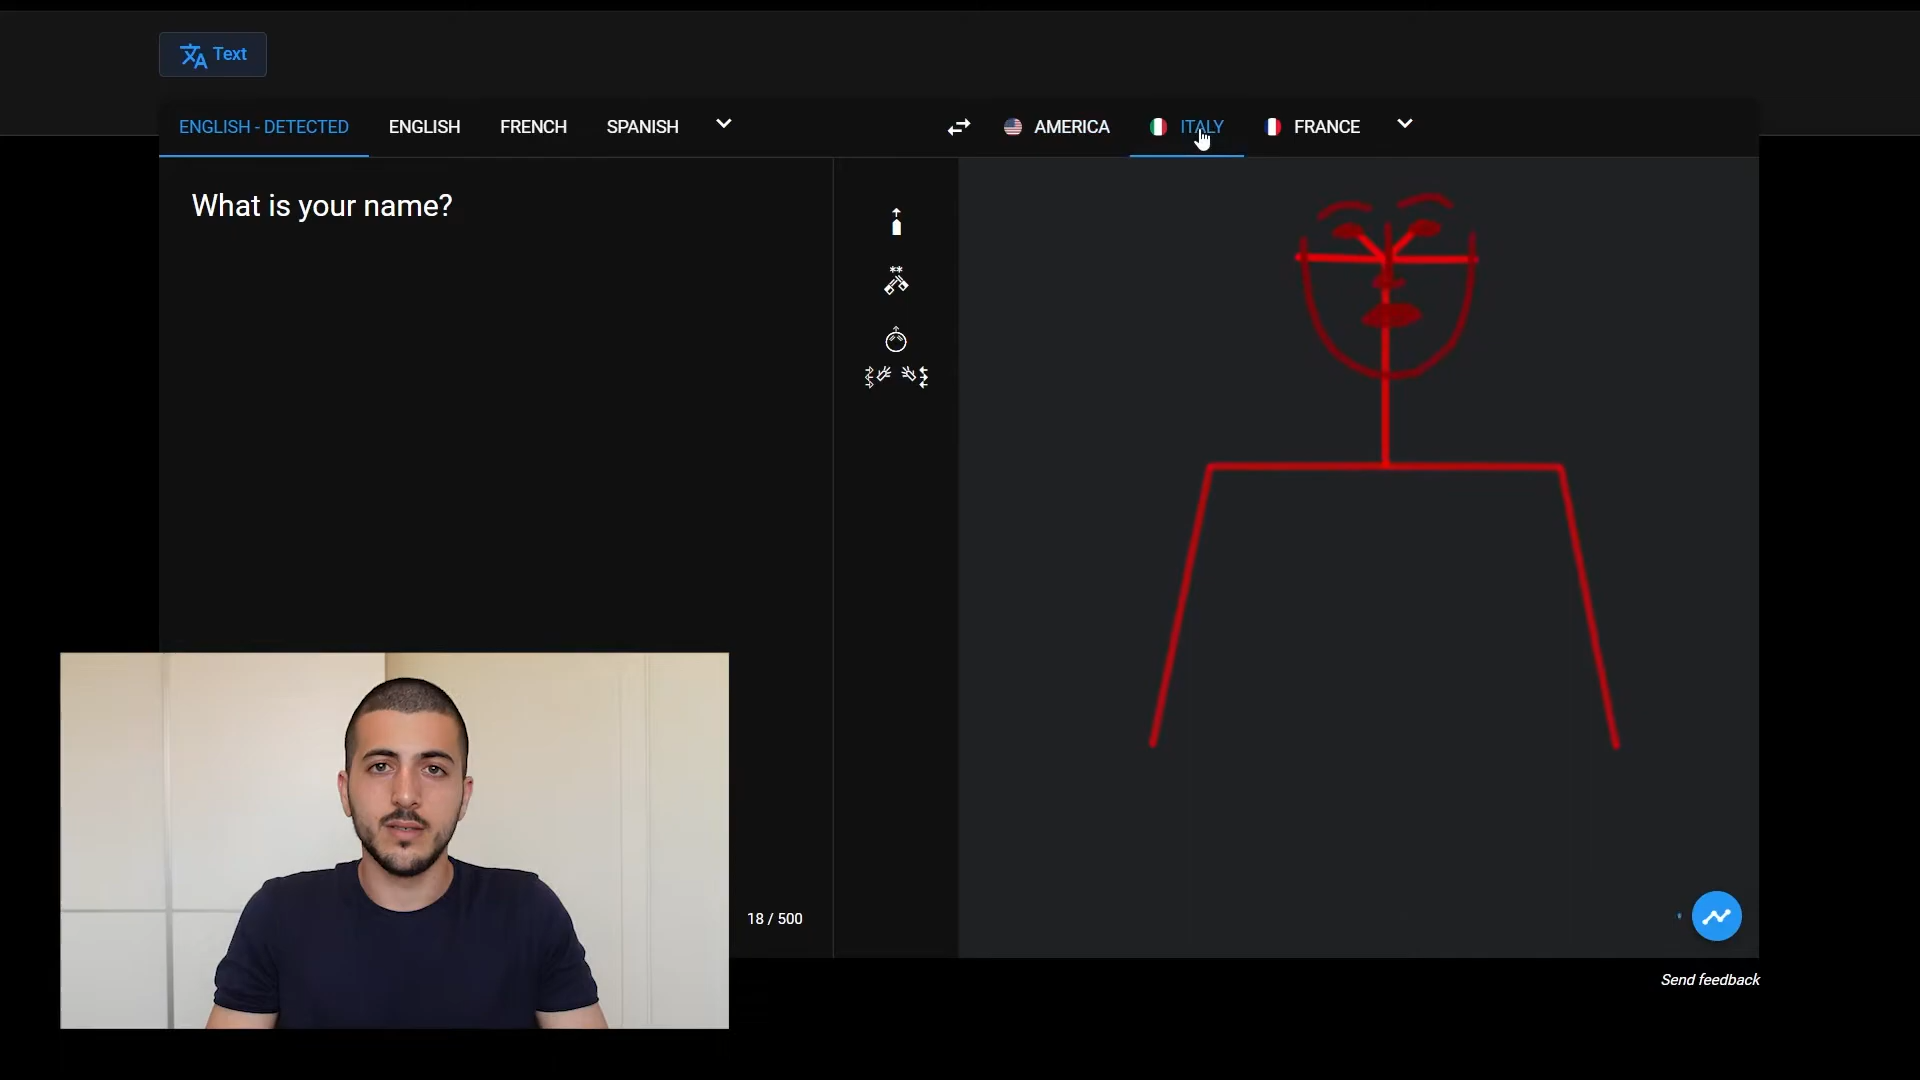 Text
ENGLISH - DETECTED ENGLISH FRENCH SPANISH AMERICA ITALY FRANCE
What is your name?
18 / 500
Send feedback